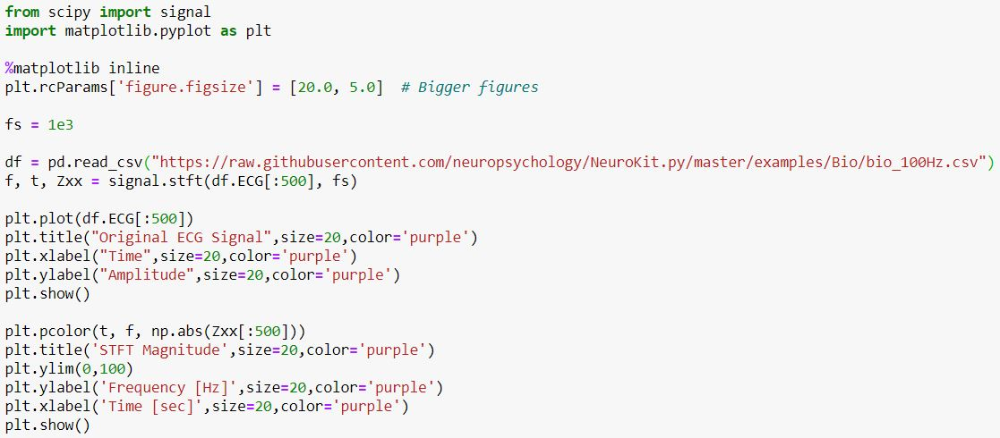 from scipy import signal
import matplotlib.pyplot as plt
%matplotlib inline
plt.rcParams['figure.figsize'] = [20.0, 5.0]  # Bigger figures
fs = 1e3
df = pd.read_csv("https://raw.githubusercontent.com/neuropsychology/NeuroKit.py/master/examples/Bio/bio_100Hz.csv")
f, t, Zxx = signal.stft(df.ECG[:500], fs)
plt.plot(df.ECG[:500])
plt.title("Original ECG Signal",size=20,color='purple')
plt.xlabel("Time",size=20,color='purple')
plt.ylabel("Amplitude",size=20,color='purple')
plt.show()
plt.pcolor(t, f, np.abs(Zxx[:500]))
plt.title('STFT Magnitude',size=20,color='purple')
plt.ylim(0,100)
plt.ylabel('Frequency [Hz]',size=20,color='purple')
plt.xlabel('Time [sec]',size=20,color='purple')
plt.show()